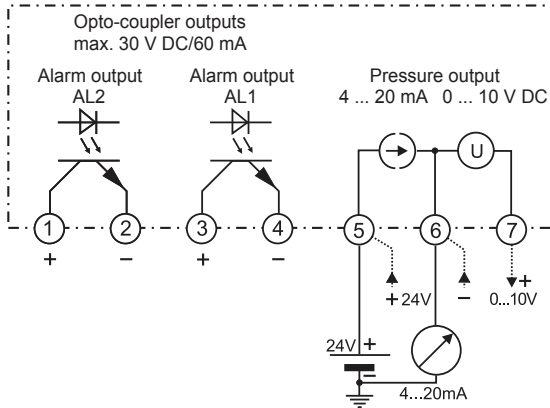 Opto-coupler outputs
max. 30 V DC/60 mA
Alarm output
AL2
Alarm output
AL1
Pressure output
4 ... 20 mA 0 ... 10 V DC
U
1
2
3
4
5
6
7
+
–
+
–
+ 24V
–
+
0...10V
24V +
–
4...20mA